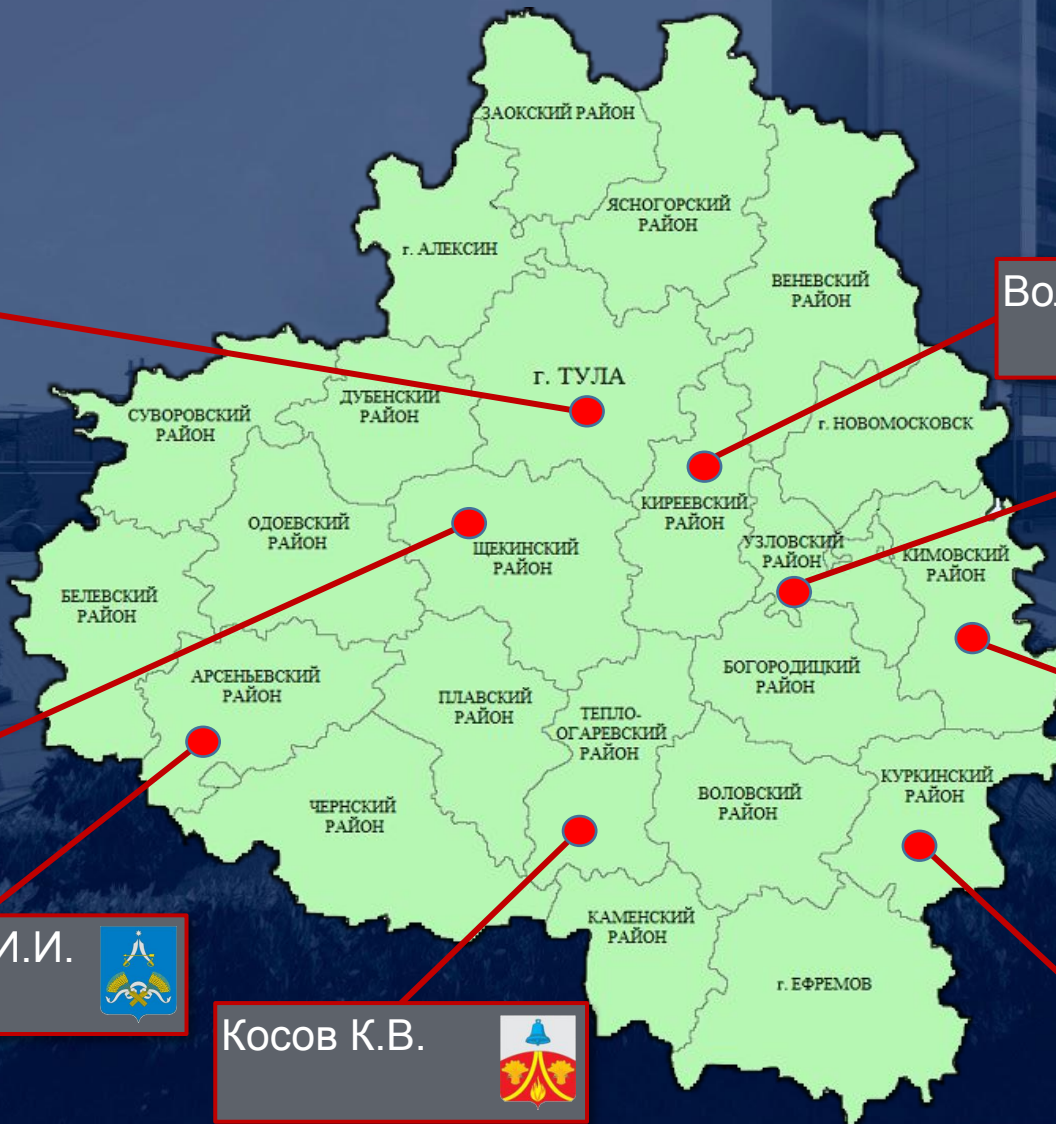 ЗАОКСКИЙ РАЙОН
ЯСНОГОРСКИЙ
РАЙОН
г. АЛЕКСИН
ВЕНЕВСКИЙ
РАЙОН
Вол
г. ТУЛА
ДУБЕНСКИЙ
РАЙОН
СУВОРОВСКИЙ
РАЙОН
г. НОВОМОСКОВСК
КИРЕЕВСКИЙ
РАЙОН
ОДОЕВСКИЙ
РАЙОН
ЩЕКИНСКИЙ
РАЙОН
УЗЛОВСКИЙ
РАЙОН
КИМОВСКИЙ
РАЙОН
БЕЛЕВСКИЙ
РАЙОН
АРСЕНЬЕВСКИЙ
РАЙОН
БОГОРОДИЦКИЙ
РАЙОН
ПЛАВСКИЙ
РАЙОН
ТЕПЛО-
ОГАРЕВСКИЙ
РАЙОН
ЧЕРНСКИЙ
РАЙОН
ВОЛОВСКИЙ
РАЙОН
КУРКИНСКИЙ
РАЙОН
КАМЕНСКИЙ
РАЙОН
г. ЕФРЕМОВ
И.И.
Косов К.В.